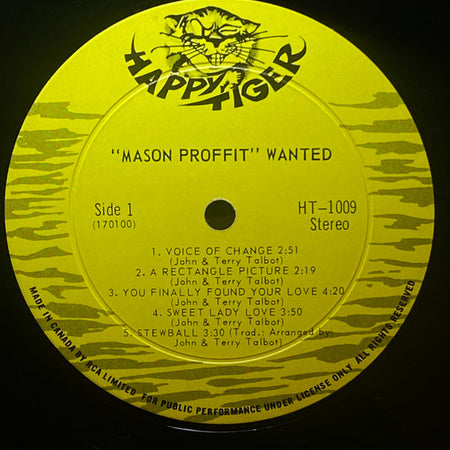 HAPPY TIGER
"MASON PROFFIT" WANTED
Side 1
(170100)
HT-1009
Stereo
1. VOICE OF CHANGE 2:51
(John & Terry Talbot)
2. A RECTANGLE PICTURE 2:19
(John & Terry Talbot)
3. YOU FINALLY FOUND YOUR LOVE 4:20
(John & Terry Talbot)
4. SWEET LADY LOVE 3:50
(John & Terry Talbot)
5. STEWBALL 3:30 (Trad.: Arranged by
John & Terry Talbot)
MADE IN CANADA BY RCA LIMITED FOR PUBLIC PERFORMANCE UNDER LICENSE ONLY ALL RIGHTS RESERVED